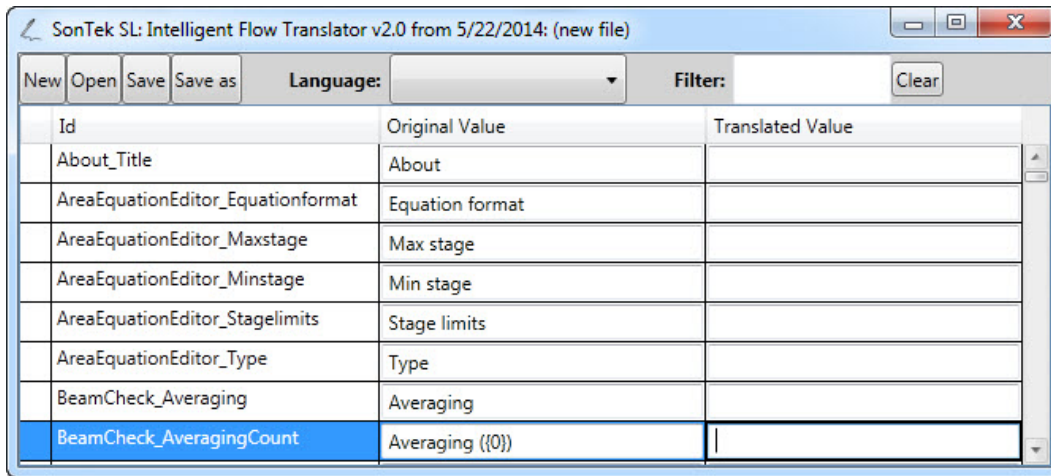 SonTek SL: Intelligent Flow Translator v2.0 from 5/22/2014: (new file)
New Open Save Save as Language: Filter: Clear
Id Original Value Translated Value
About_Title About
AreaEquationEditor_Equationformat Equation format
AreaEquationEditor_Maxstage Max stage
AreaEquationEditor_Minstage Min stage
AreaEquationEditor_Stagelimits Stage limits
AreaEquationEditor_Type Type
BeamCheck_Averaging Averaging
BeamCheck_AveragingCount Averaging ({0})